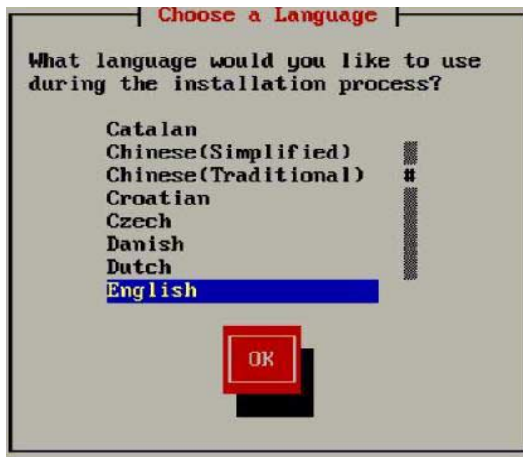 Choose a Language
What language would you like to use
during the installation process?
Catalan
Chinese(Simplified)
Chinese(Traditional) #
Croatian
Czech
Danish
Dutch
English
OK